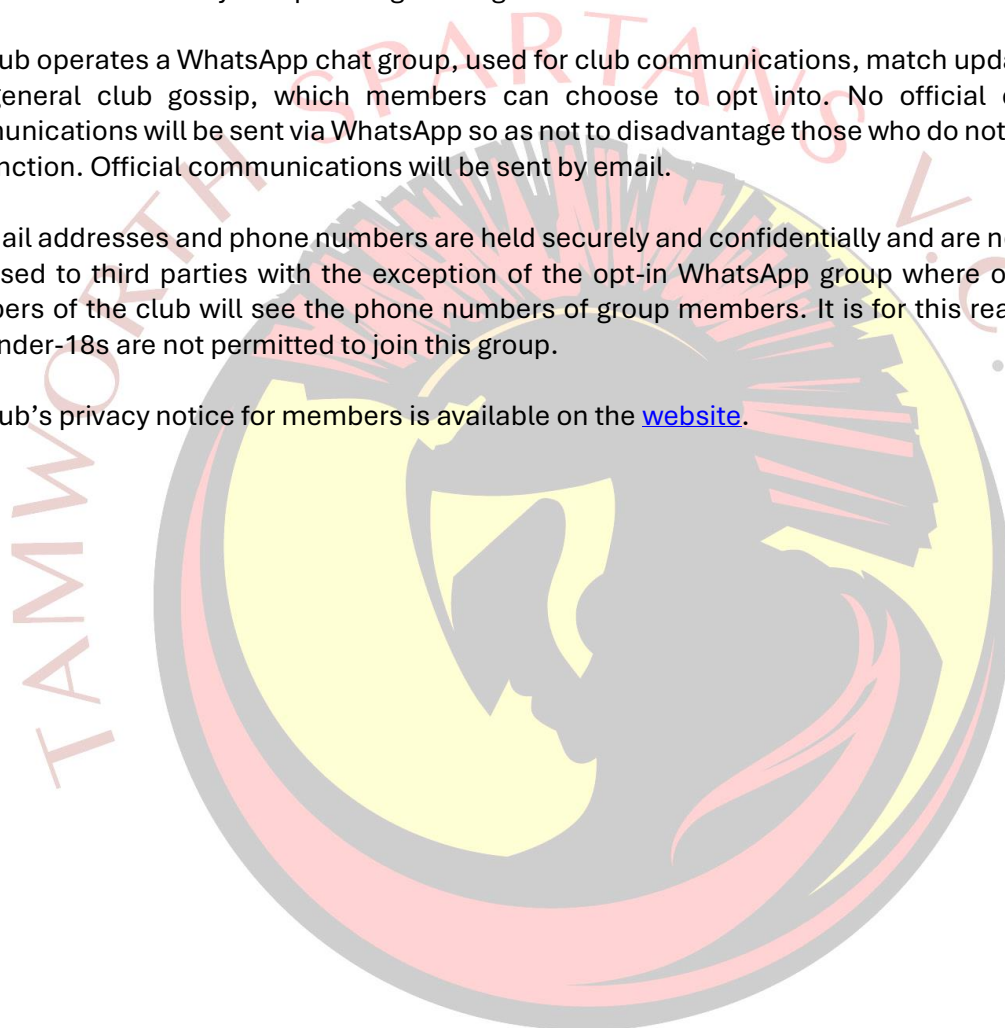 ub operates a WhatsApp chat group, used for club communications, match upda
general club gossip, which members can choose to opt into. No official
unications will be sent via WhatsApp so as not to disadvantage those who do not
nction. Official communications will be sent by email.
ail addresses and phone numbers are held securely and confidentially and are
sed to third parties with the exception of the opt-in WhatsApp group where
bers of the club will see the phone numbers of group members. It is for this rea
nder-18s are not permitted to join this group.
ub’s privacy notice for members is available on the website.
TAMWORTH SPARTANS V.C.